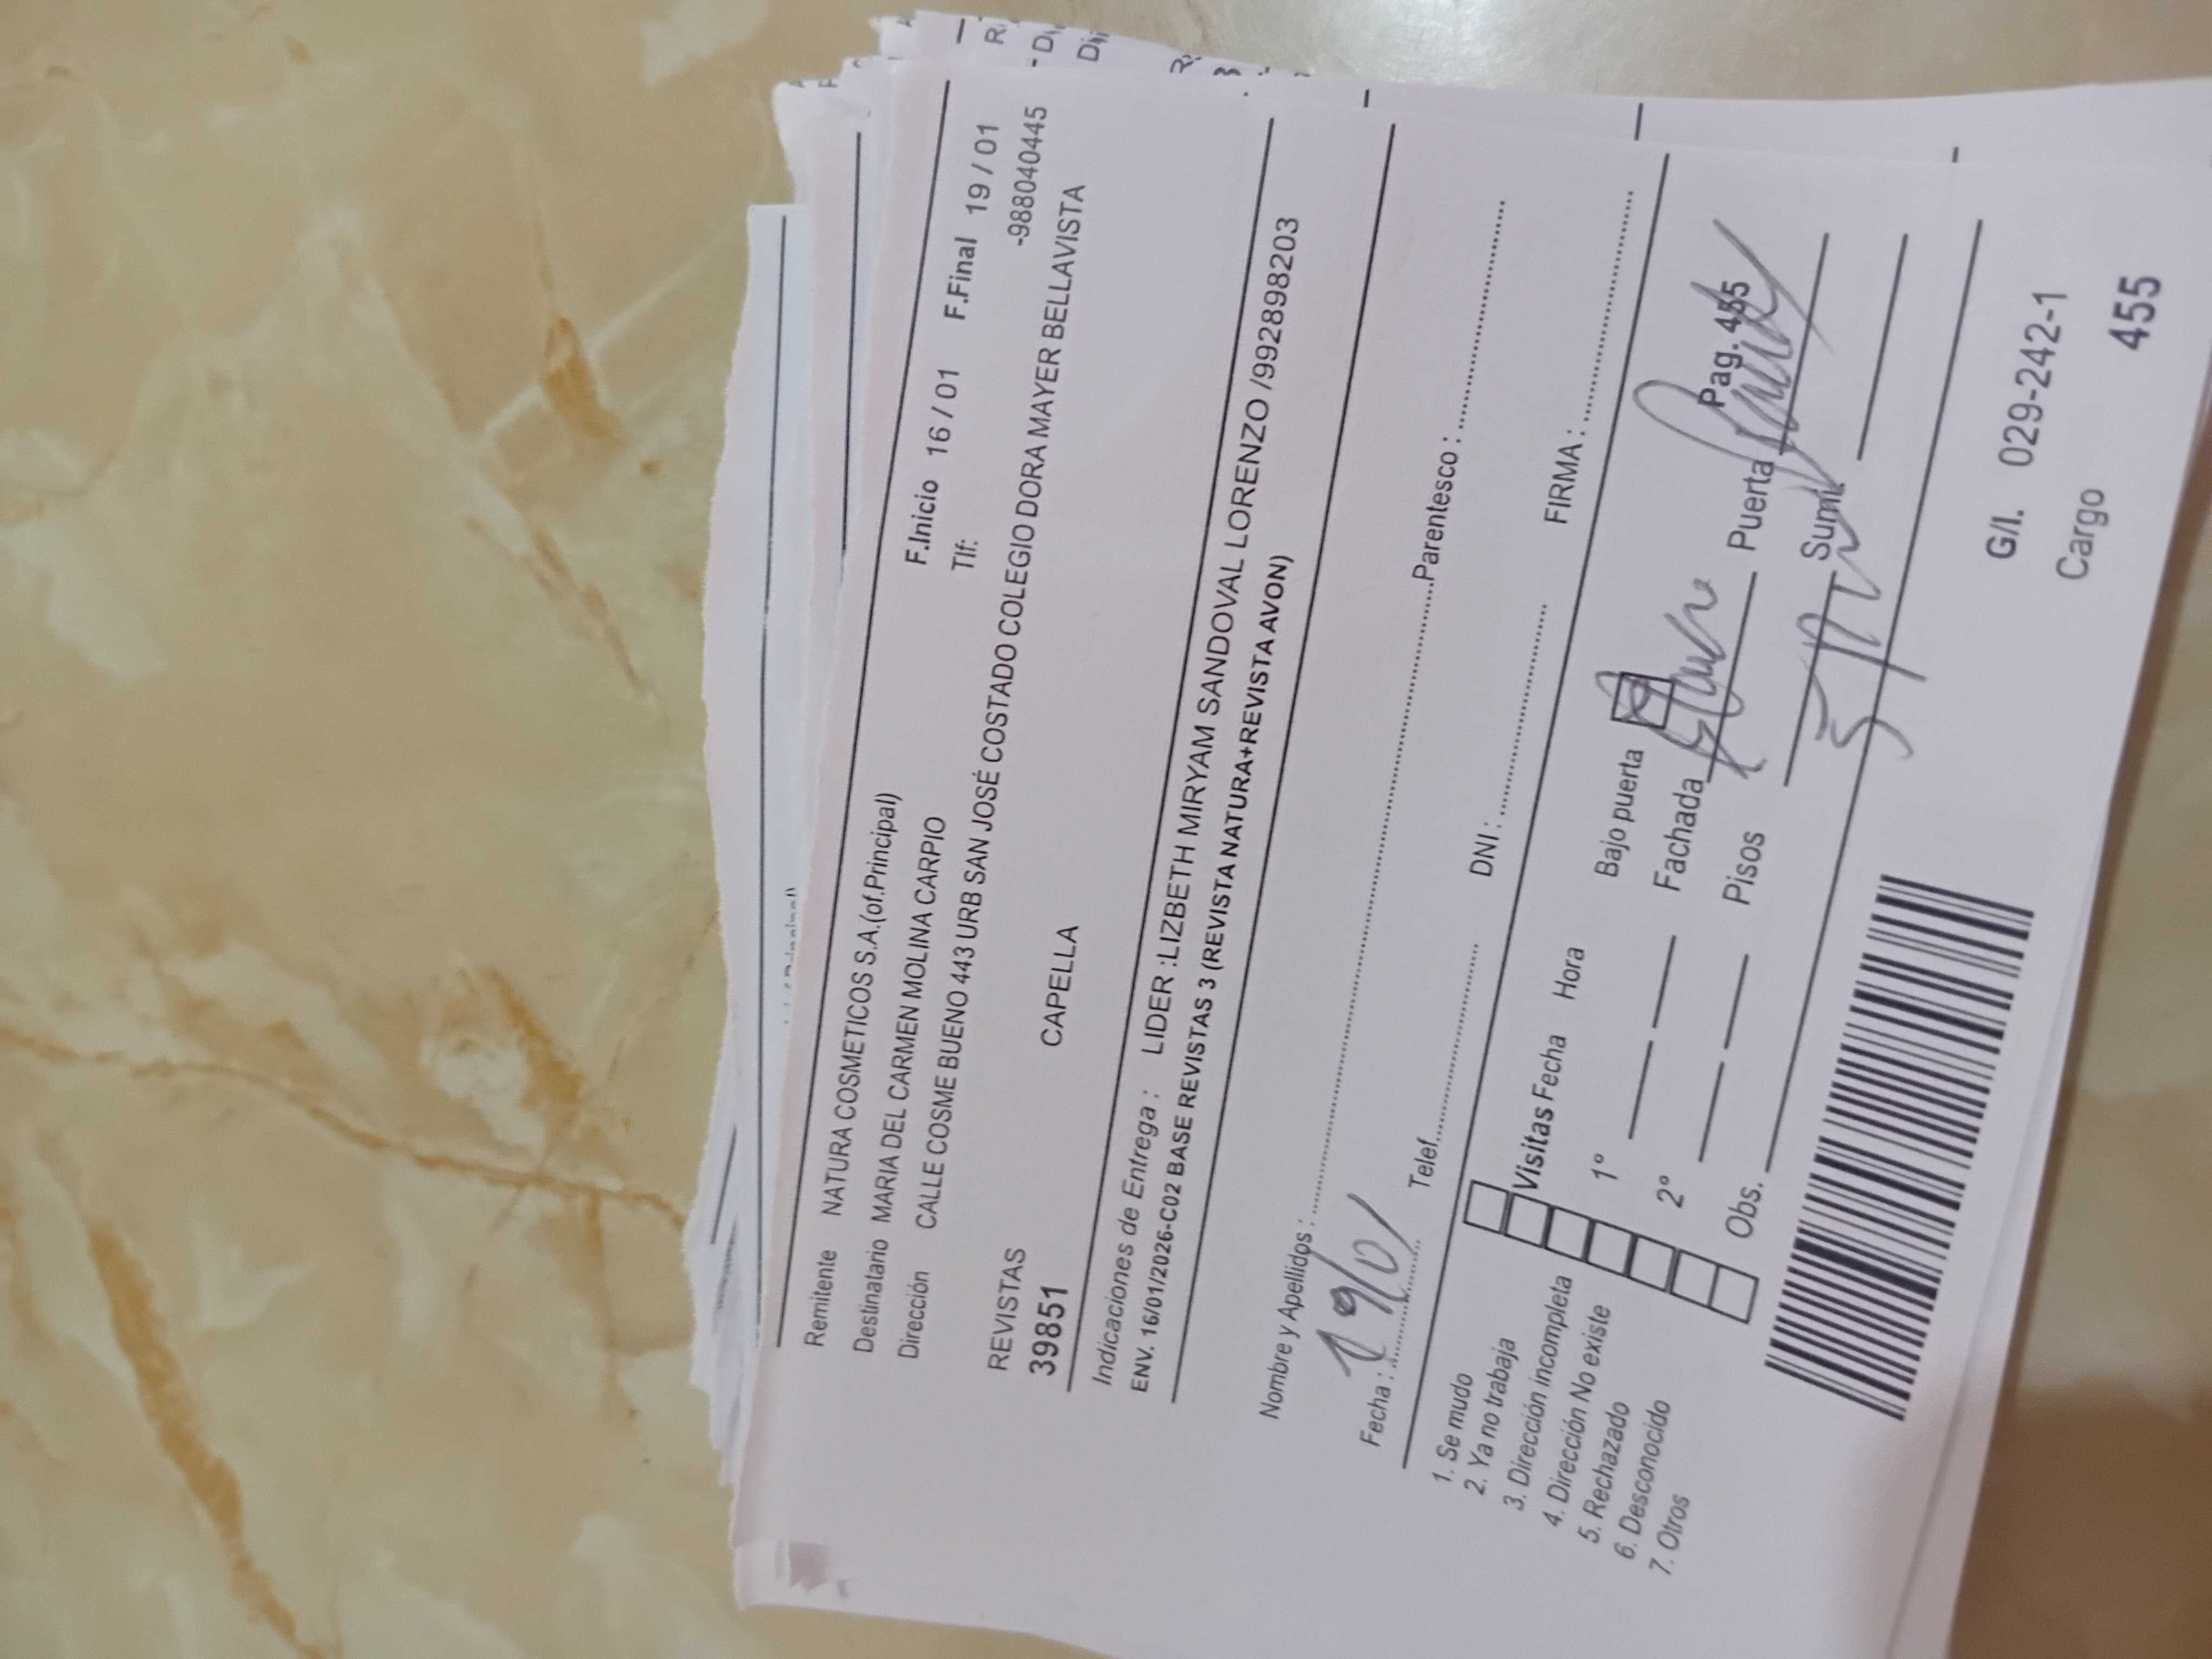 Remitente NATURA COSMETICOS S.A.(of.Principal)
Destinatario MARIA DEL CARMEN MOLINA CARPIO F.Inicio 16 / 01 F.Final 19 / 01
Dirección CALLE COSME BUENO 443 URB SAN JOSÉ COSTADO COLEGIO DORA MAYER BELLAVISTA Tlf: -988040445
REVISTAS
39851 CAPELLA
Indicaciones de Entrega : LIDER :LIZBETH MIRYAM SANDOVAL LORENZO /992898203
ENV. 16/01/2026-C02 BASE REVISTAS 3 (REVISTA NATURA+REVISTA AVON)
Nombre y Apellidos : Parentesco :
Fecha : 19/01 Telef. DNI : FIRMA :
1. Se mudo
2. Ya no trabaja
3. Dirección incompleta
4. Dirección No existe
5. Rechazado
6. Desconocido
7. Otros
Visitas Fecha Hora Bajo puerta Pag. 455
1° Fachada Puerta
2° Pisos Sumi.
Obs.
G/I. 029-242-1
Cargo
455